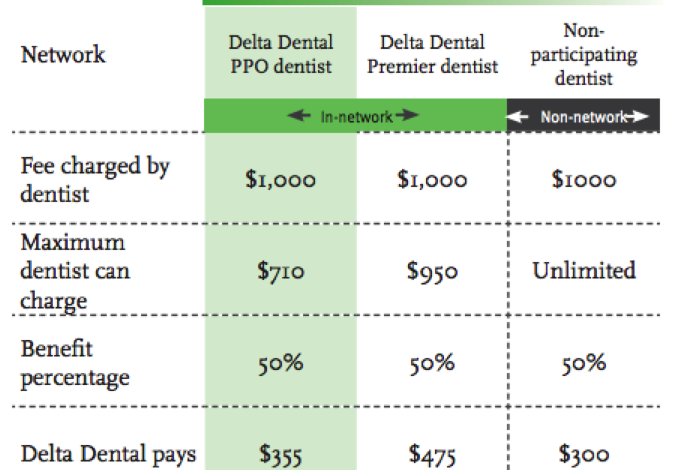 Network
Delta Dental
PPO dentist
Delta Dental
Premier dentist
Non-
participating
dentist
In-network
Non-network
Fee charged by
dentist
$1,000
$1,000
$1000
Maximum
dentist can
charge
$710
$950
Unlimited
Benefit
percentage
50%
50%
50%
Delta Dental pays
$355
$475
$300